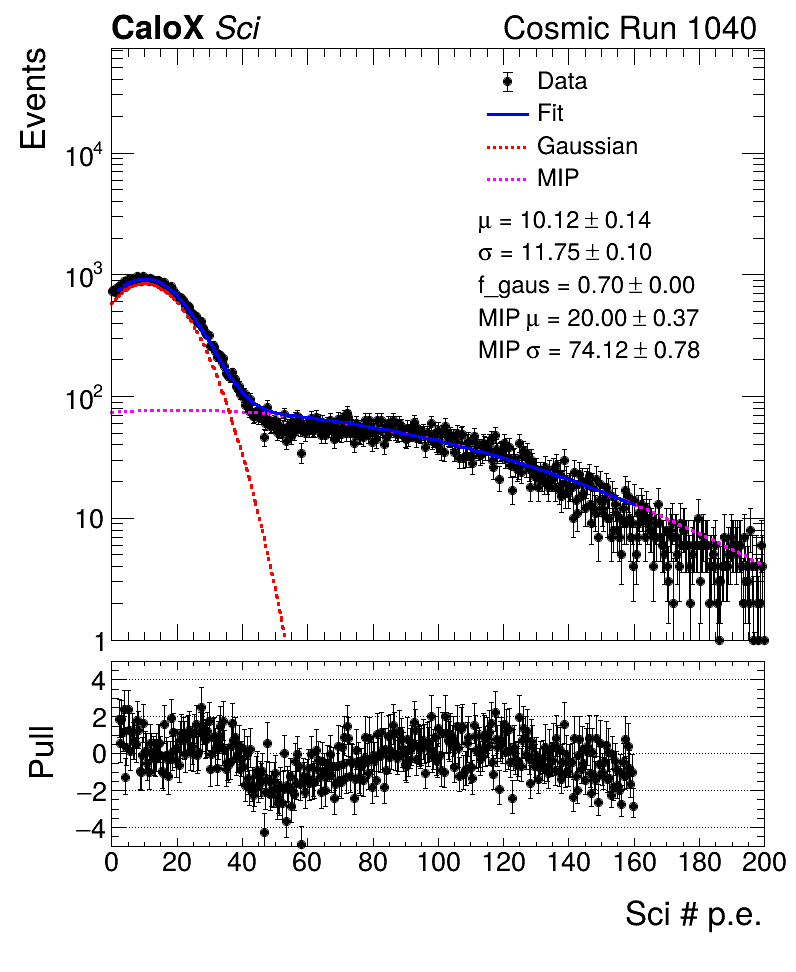 CaloX Sci Cosmic Run 1040
Events
Data
Fit
Gaussian
MIP
μ = 10.12 ± 0.14
σ = 11.75 ± 0.10
f_gaus = 0.70 ± 0.00
MIP μ = 20.00 ± 0.37
MIP σ = 74.12 ± 0.78
10⁴
10³
10²
10
1
Pull
4
2
0
−2
−4
0 20 40 60 80 100 120 140 160 180 200
Sci # p.e.